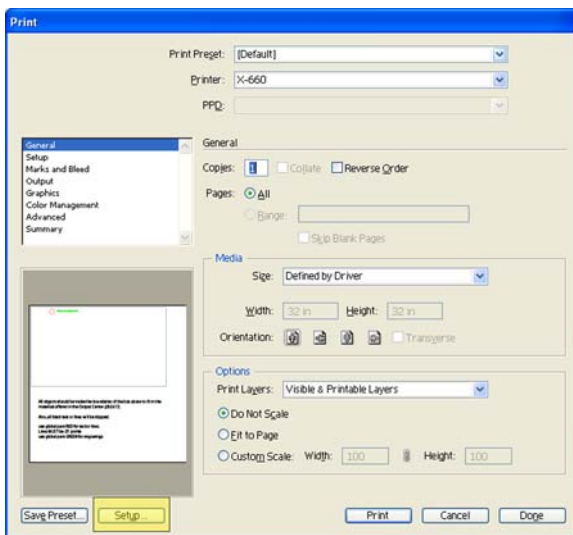 Print
Print Preset: [Default]
Printer: X-660
PPD:
General
Setup
Marks and Bleed
Output
Graphics
Color Management
Advanced
Summary
General
Copies: 1 Collate Reverse Order
Pages: All
Range:
Skip Blank Pages
Media
Size: Defined by Driver
Width: 32 in Height: 32 in
Orientation: Transverse
Options
Print Layers: Visible & Printable Layers
Do Not Scale
Fit to Page
Custom Scale: Width: 100 Height: 100
Save Preset... Setup... Print Cancel Done